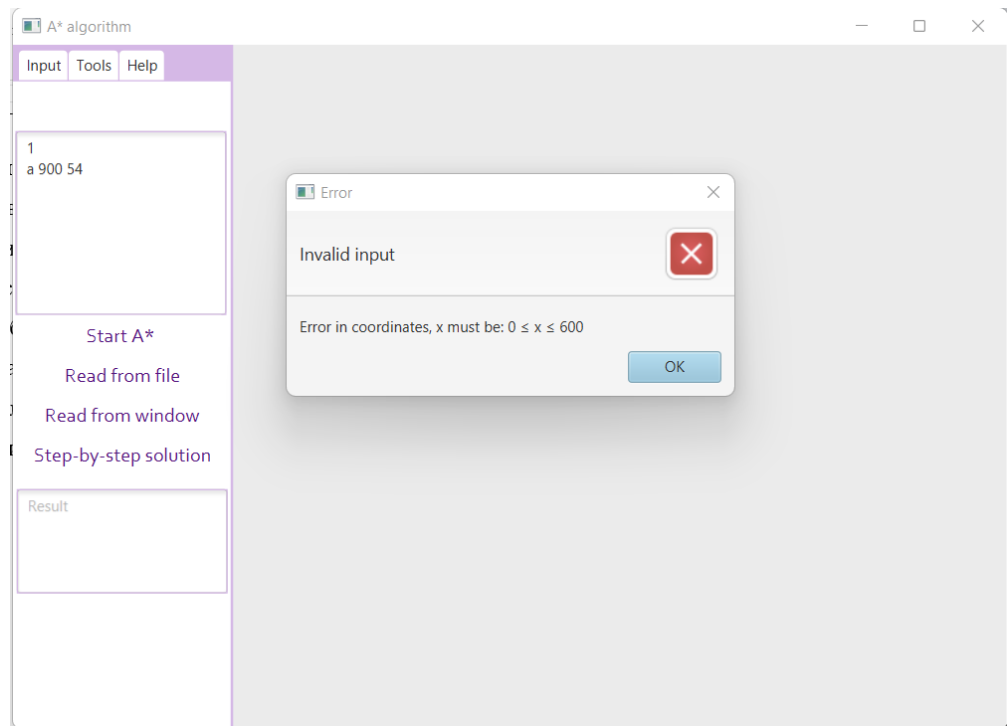 A* algorithm
Input Tools Help
1
a 900 54
Start A*
Read from file
Read from window
Step-by-step solution
Result
Error
Invalid input
Error in coordinates, x must be: 0 ≤ x ≤ 600
OK